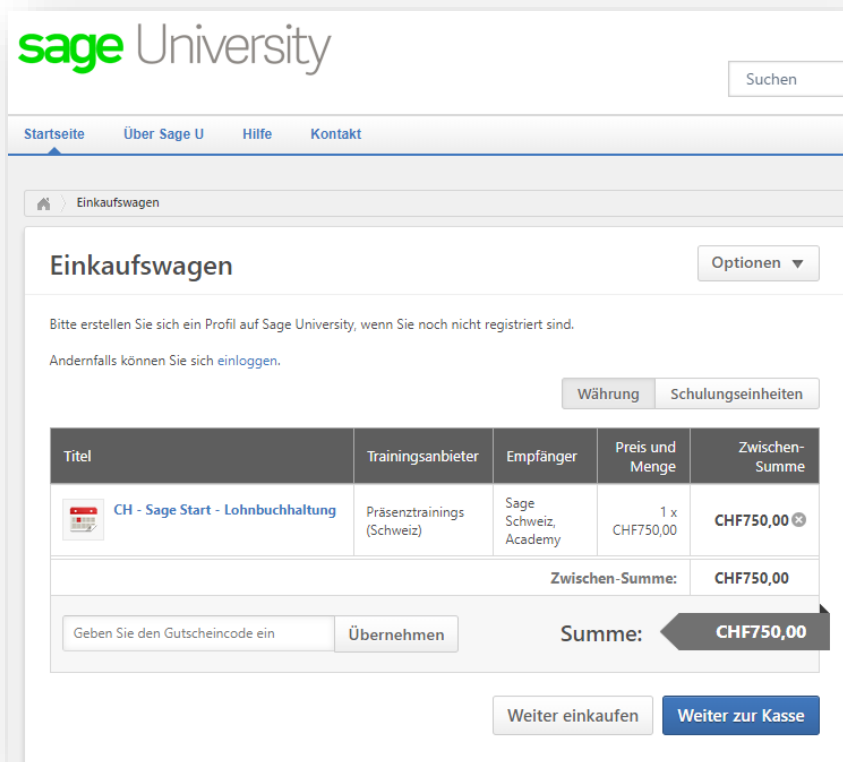 sage University
Suchen
Startseite Über Sage U Hilfe Kontakt
Einkaufswagen
Einkaufswagen
Optionen
Bitte erstellen Sie sich ein Profil auf Sage University, wenn Sie noch nicht registriert sind.
Andernfalls können Sie sich einloggen.
Währung Schulungseinheiten
Titel Trainingsanbieter Empfänger Preis und Menge Zwischen-Summe
CH - Sage Start - Lohnbuchhaltung Präsenztrainings (Schweiz) Sage Schweiz, Academy 1 x CHF750,00 CHF750,00
Zwischen-Summe: CHF750,00
Geben Sie den Gutscheincode ein Übernehmen Summe: CHF750,00
Weiter einkaufen Weiter zur Kasse